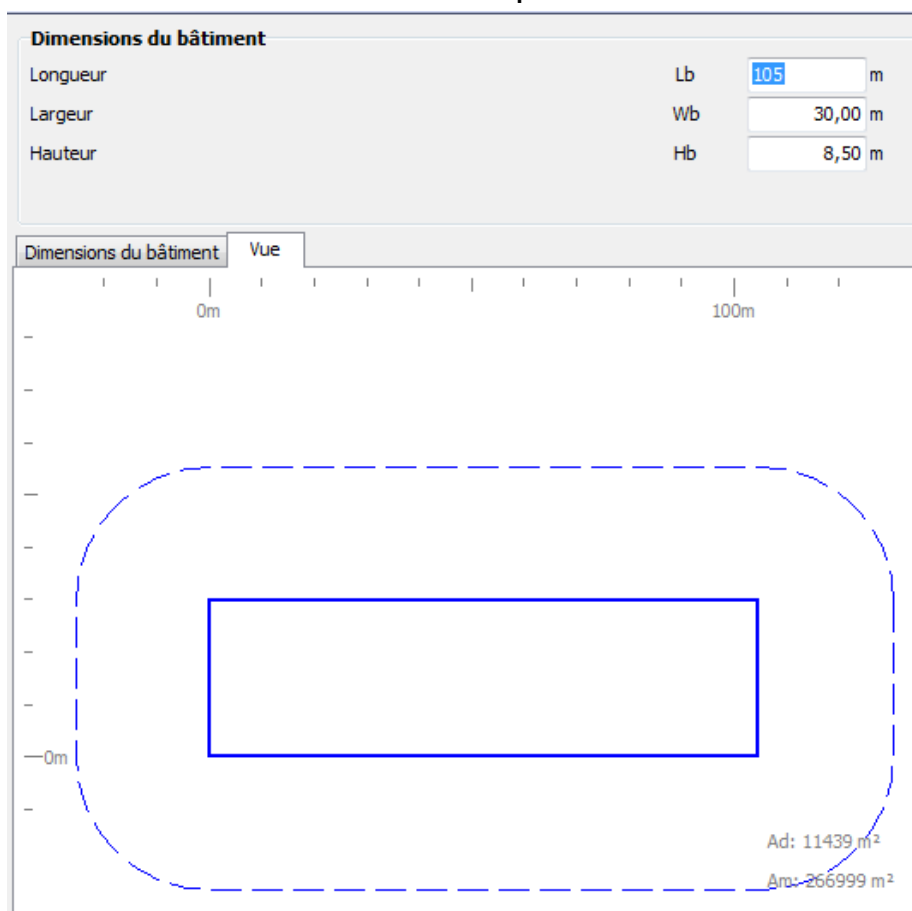 Dimensions du bâtiment
Longueur Lb 105 m
Largeur Wb 30,00 m
Hauteur Hb 8,50 m
Dimensions du bâtiment Vue
0m 100m
0m
Ad: 11439 m²
Am: 266999 m²